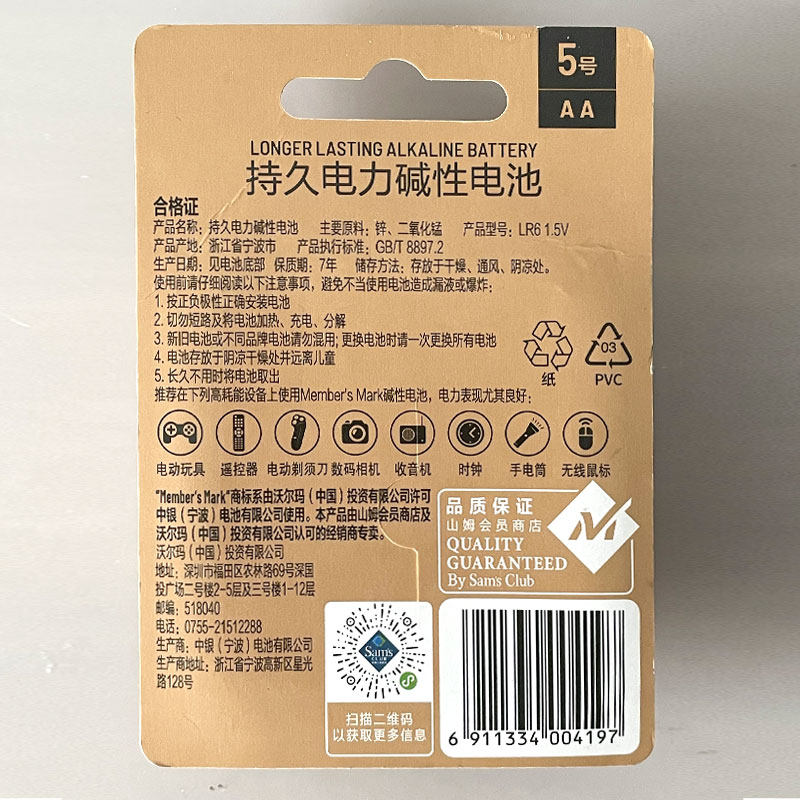 5号
AA
LONGER LASTING ALKALINE BATTERY
持久电力碱性电池
合格证
产品名称：持久电力碱性电池 主要原料：锌、二氧化锰 产品型号：LR6 1.5V
产品产地：浙江省宁波市 产品执行标准：GB/T 8897.2
生产日期：见电池底部 保质期：7年 储存方法：存放于干燥、通风、阴凉处。
使用前请仔细阅读以下注意事项，避免不当使用电池造成漏液或爆炸：
1. 按正负极性正确安装电池
2. 切勿短路及将电池加热、充电、分解
3. 新旧电池或不同品牌电池请勿混用；更换电池时请一次更换所有电池
4. 电池存放于阴凉干燥处并远离儿童
5. 长久不用时将电池取出
纸
03
PVC
推荐在下列高耗能设备上使用Member's Mark碱性电池，电力表现尤其良好：
电动玩具 遥控器 电动剃须刀 数码相机 收音机 时钟 手电筒 无线鼠标
"Member's Mark"商标系由沃尔玛（中国）投资有限公司许可
中银（宁波）电池有限公司使用。本产品由山姆会员商店及
沃尔玛（中国）投资有限公司认可的经销商专卖。
沃尔玛（中国）投资有限公司
地址：深圳市福田区农林路69号深国
投广场二号楼2-5层及三号楼1-12层
邮编：518040
电话：0755-21512288
生产商：中银（宁波）电池有限公司
生产商地址：浙江省宁波高新区星光
路128号
品质保证
山姆会员商店
QUALITY
GUARANTEED
By Sam's Club
M
Sam's
CLUB
扫描二维码
以获取更多信息
6 911334 004197